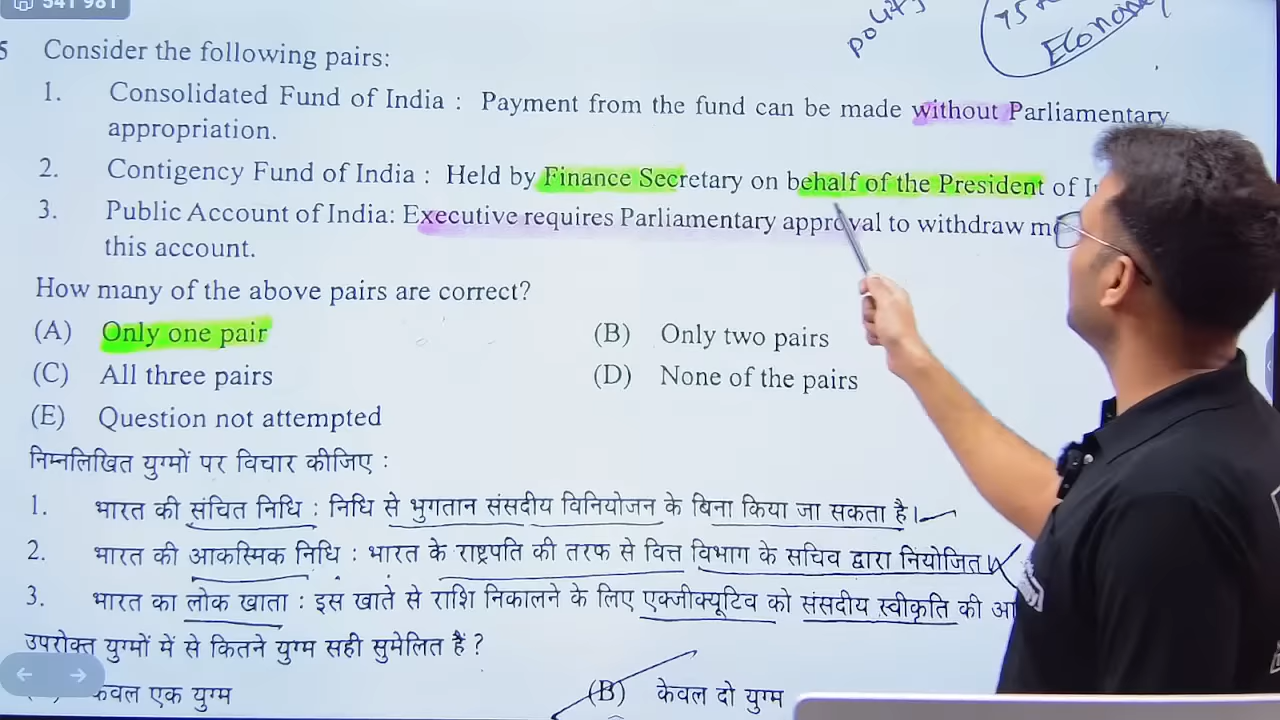 541 981
polity
Economy
5 Consider the following pairs:
1. Consolidated Fund of India : Payment from the fund can be made without Parliamentary
appropriation.
2. Contigency Fund of India : Held by Finance Secretary on behalf of the President of
3. Public Account of India: Executive requires Parliamentary approval to withdraw
this account.
How many of the above pairs are correct?
(A) Only one pair (B) Only two pairs
(C) All three pairs (D) None of the pairs
(E) Question not attempted
निम्नलिखित युग्मों पर विचार कीजिए :
1. भारत की संचित निधि : निधि से भुगतान संसदीय विनियोजन के बिना किया जा सकता है।
2. भारत की आकस्मिक निधि : भारत के राष्ट्रपति की तरफ से वित्त विभाग के सचिव द्वारा नियोजित
3. भारत का लोक खाता : इस खाते से राशि निकालने के लिए एक्जीक्यूटिव को संसदीय स्वीकृति की
उपरोक्त युग्मों में से कितने युग्म सही सुमेलित हैं ?
केवल एक युग्म (B) केवल दो युग्म